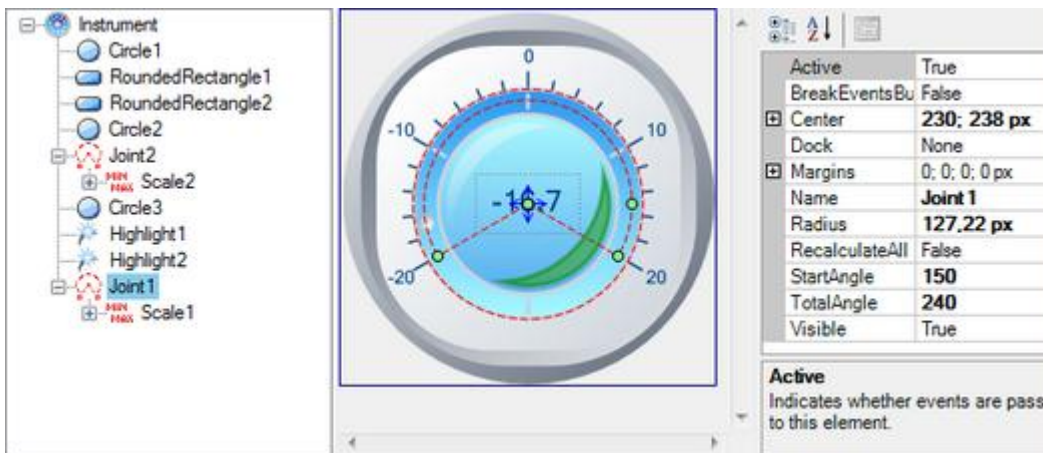 Instrument
Circle1
RoundedRectangle1
RoundedRectangle2
Circle2
Joint2
MIN
MAX
Scale2
Circle3
Highlight1
Highlight2
Joint1
MIN
MAX
Scale1
0
-10
10
-20
20
A
Z
Active True
BreakEventsBu False
Center 230; 238 px
Dock None
Margins 0; 0; 0; 0 px
Name Joint1
Radius 127,22 px
RecalculateAll False
StartAngle 150
TotalAngle 240
Visible True
Active
Indicates whether events are pass
to this element.